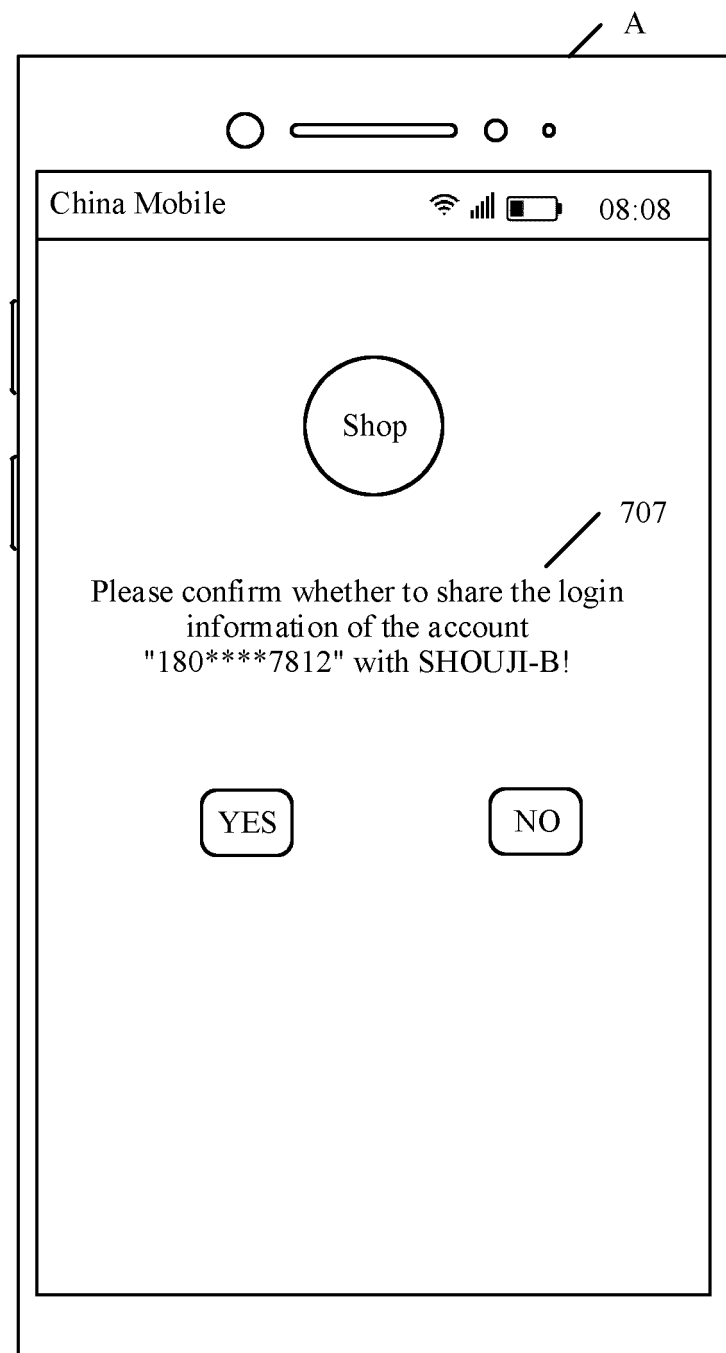 A
China Mobile 08:08
Shop
707
Please confirm whether to share the login
information of the account
"180****7812" with SHOUJI-B!
YES NO